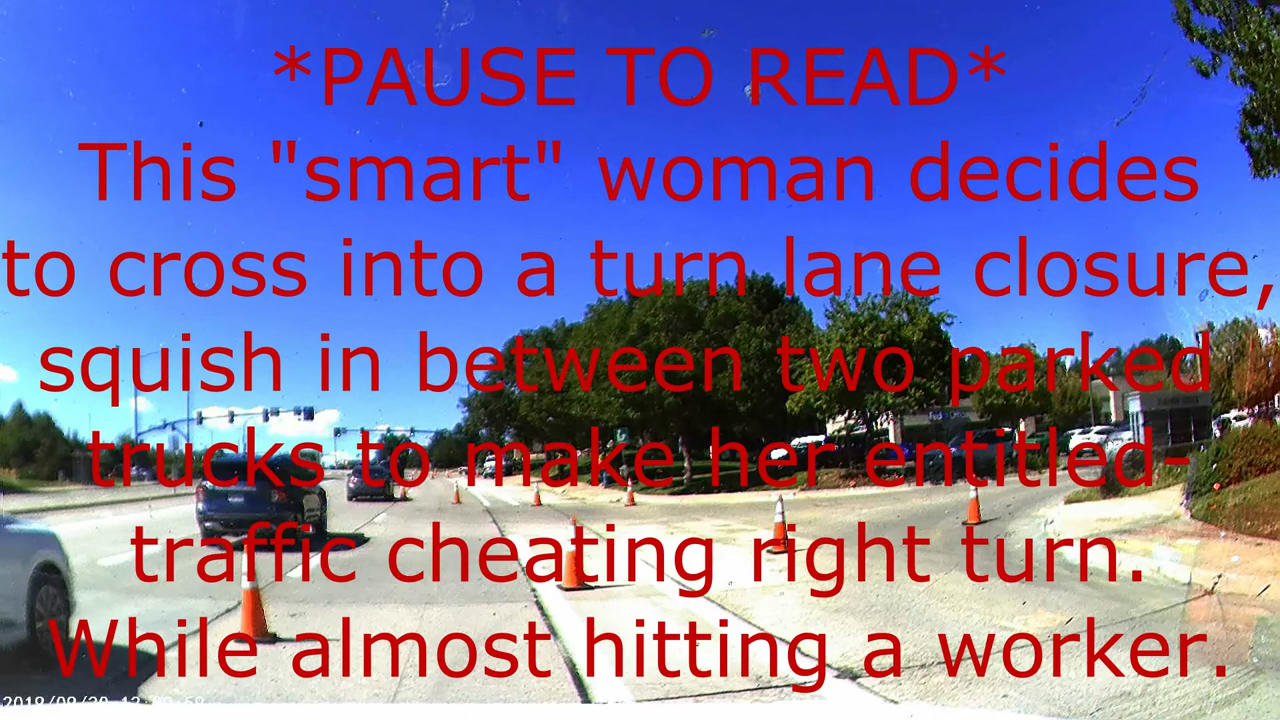 *PAUSE TO READ*
This "smart" woman decides
to cross into a turn lane closure,
squish in between two parked
trucks to make her entitled-
traffic cheating right turn.
While almost hitting a worker.